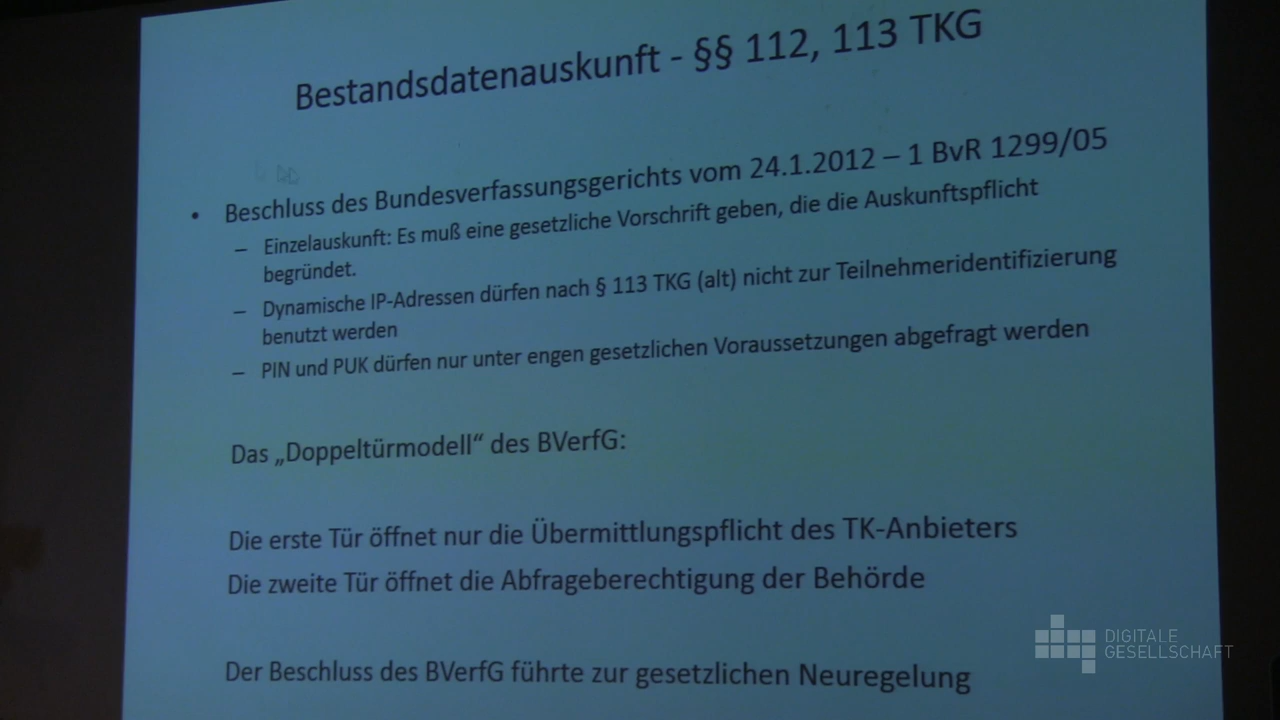 Bestandsdatenauskunft - §§ 112, 113 TKG
• Beschluss des Bundesverfassungsgerichts vom 24.1.2012 – 1 BvR 1299/05
– Einzelauskunft: Es muß eine gesetzliche Vorschrift geben, die die Auskunftspflicht
begründet.
– Dynamische IP-Adressen dürfen nach § 113 TKG (alt) nicht zur Teilnehmeridentifizierung
benutzt werden
– PIN und PUK dürfen nur unter engen gesetzlichen Voraussetzungen abgefragt werden
Das „Doppeltürmodell“ des BVerfG:
Die erste Tür öffnet nur die Übermittlungspflicht des TK-Anbieters
Die zweite Tür öffnet die Abfrageberechtigung der Behörde
Der Beschluss des BVerfG führte zur gesetzlichen Neuregelung
DIGITALE
GESELLSCHAFT